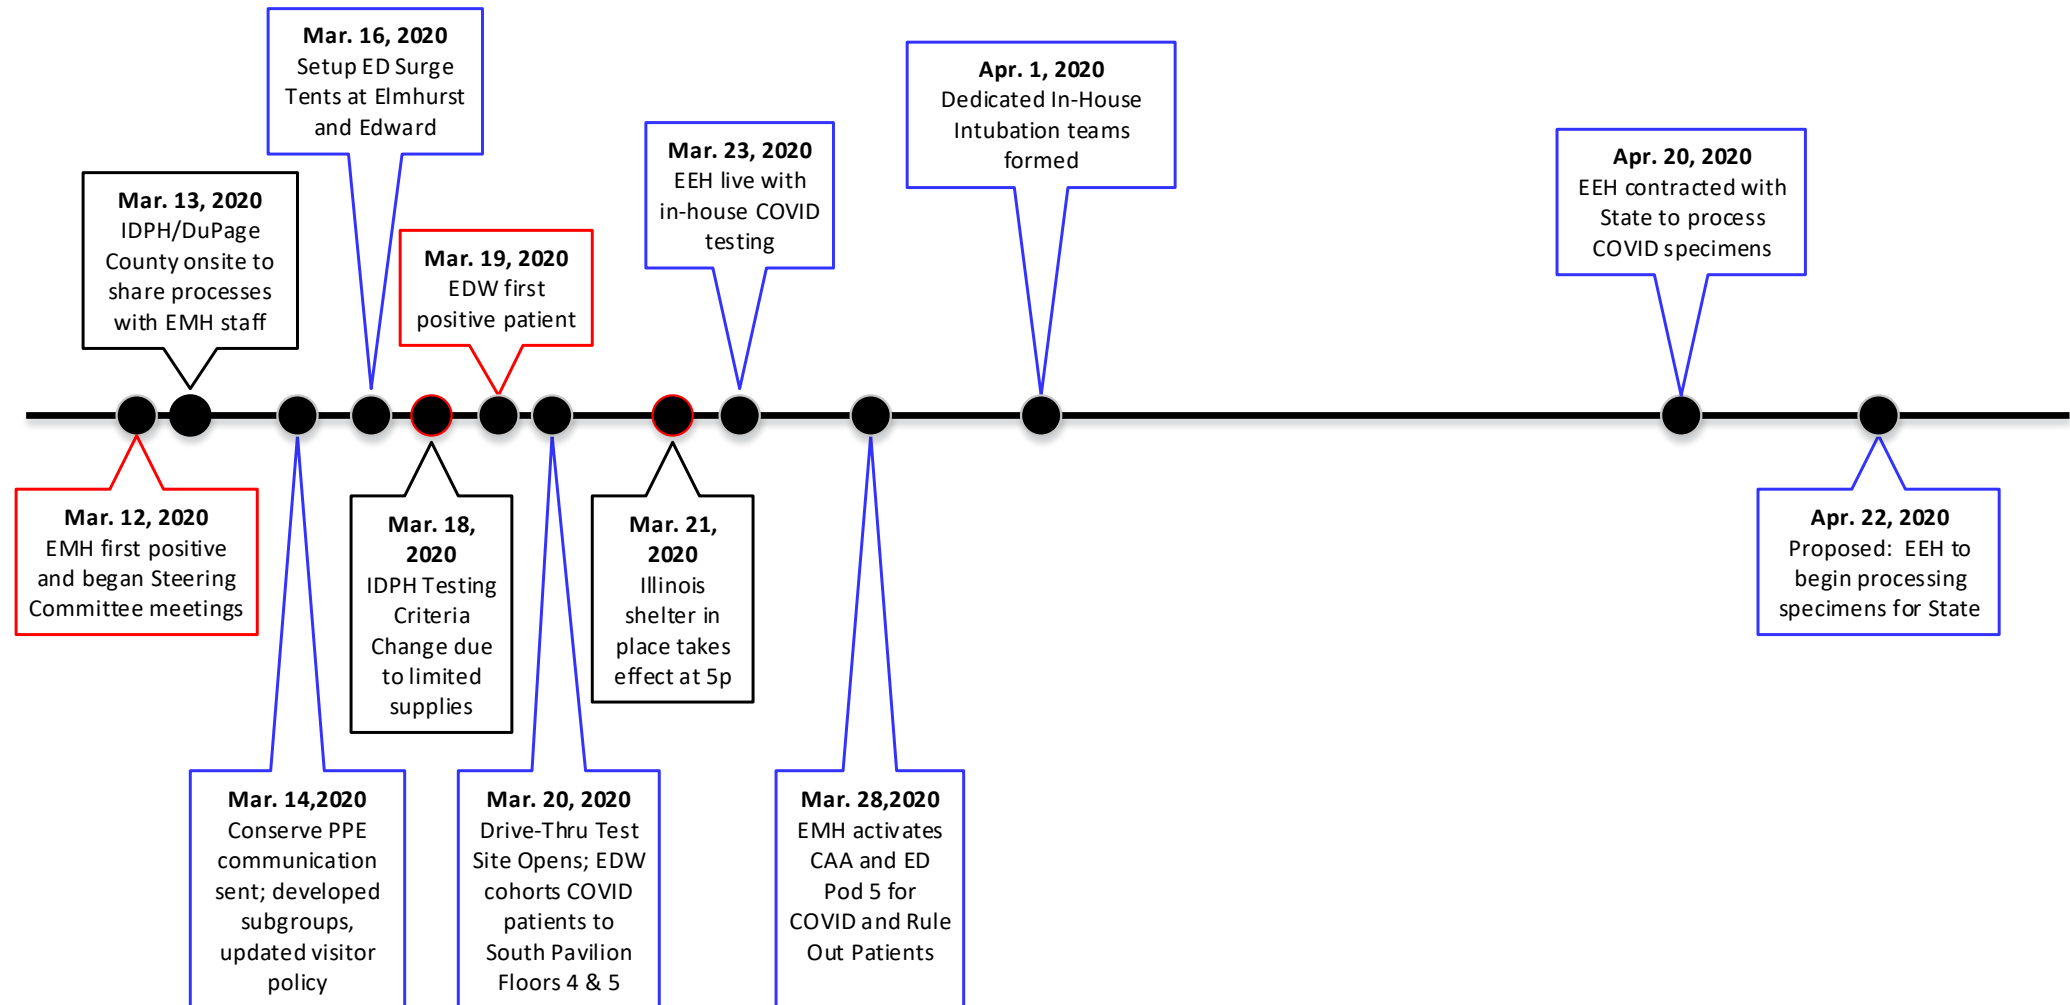 Mar. 16, 2020
Setup ED Surge
Tents at Elmhurst
and Edward
Apr. 1, 2020
Dedicated In-House
Intubation teams
formed
Mar. 23, 2020
EEH live with
in-house COVID
testing
Apr. 20, 2020
EEH contracted with
State to process
COVID specimens
Mar. 13, 2020
IDPH/DuPage
County onsite to
share processes
with EMH staff
Mar. 19, 2020
EDW first
positive patient
Mar. 12, 2020
EMH first positive
and began Steering
Committee meetings
Mar. 18,
2020
IDPH Testing
Criteria
Change due
to limited
supplies
Mar. 21,
2020
Illinois
shelter in
place takes
effect at 5p
Apr. 22, 2020
Proposed:  EEH to
begin processing
specimens for State
Mar. 14,2020
Conserve PPE
communication
sent; developed
subgroups,
updated visitor
policy
Mar. 20, 2020
Drive-Thru Test
Site Opens; EDW
cohorts COVID
patients to
South Pavilion
Floors 4 & 5
Mar. 28,2020
EMH activates
CAA and ED
Pod 5 for
COVID and Rule
Out Patients